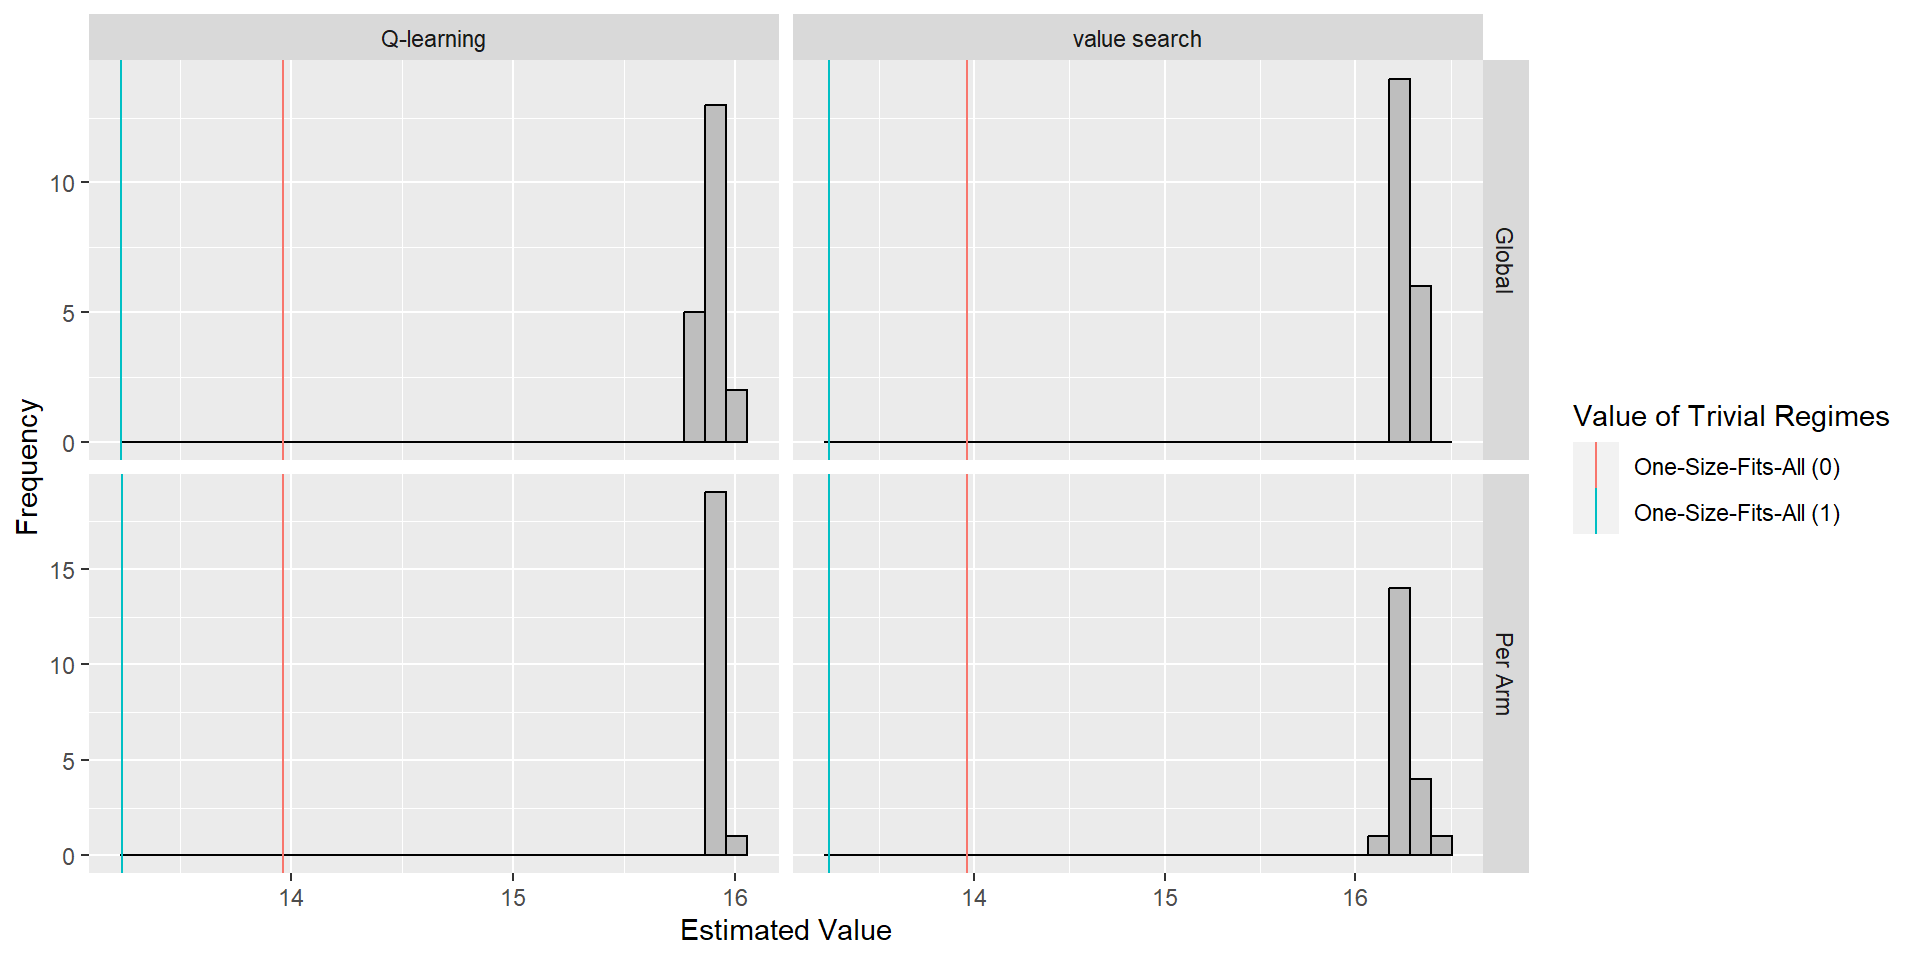 Q-learning
value search
10
5
0
Global
15
10
5
0
Per Arm
14
15
16
14
15
16
Frequency
Estimated Value
Value of Trivial Regimes
One-Size-Fits-All (0)
One-Size-Fits-All (1)